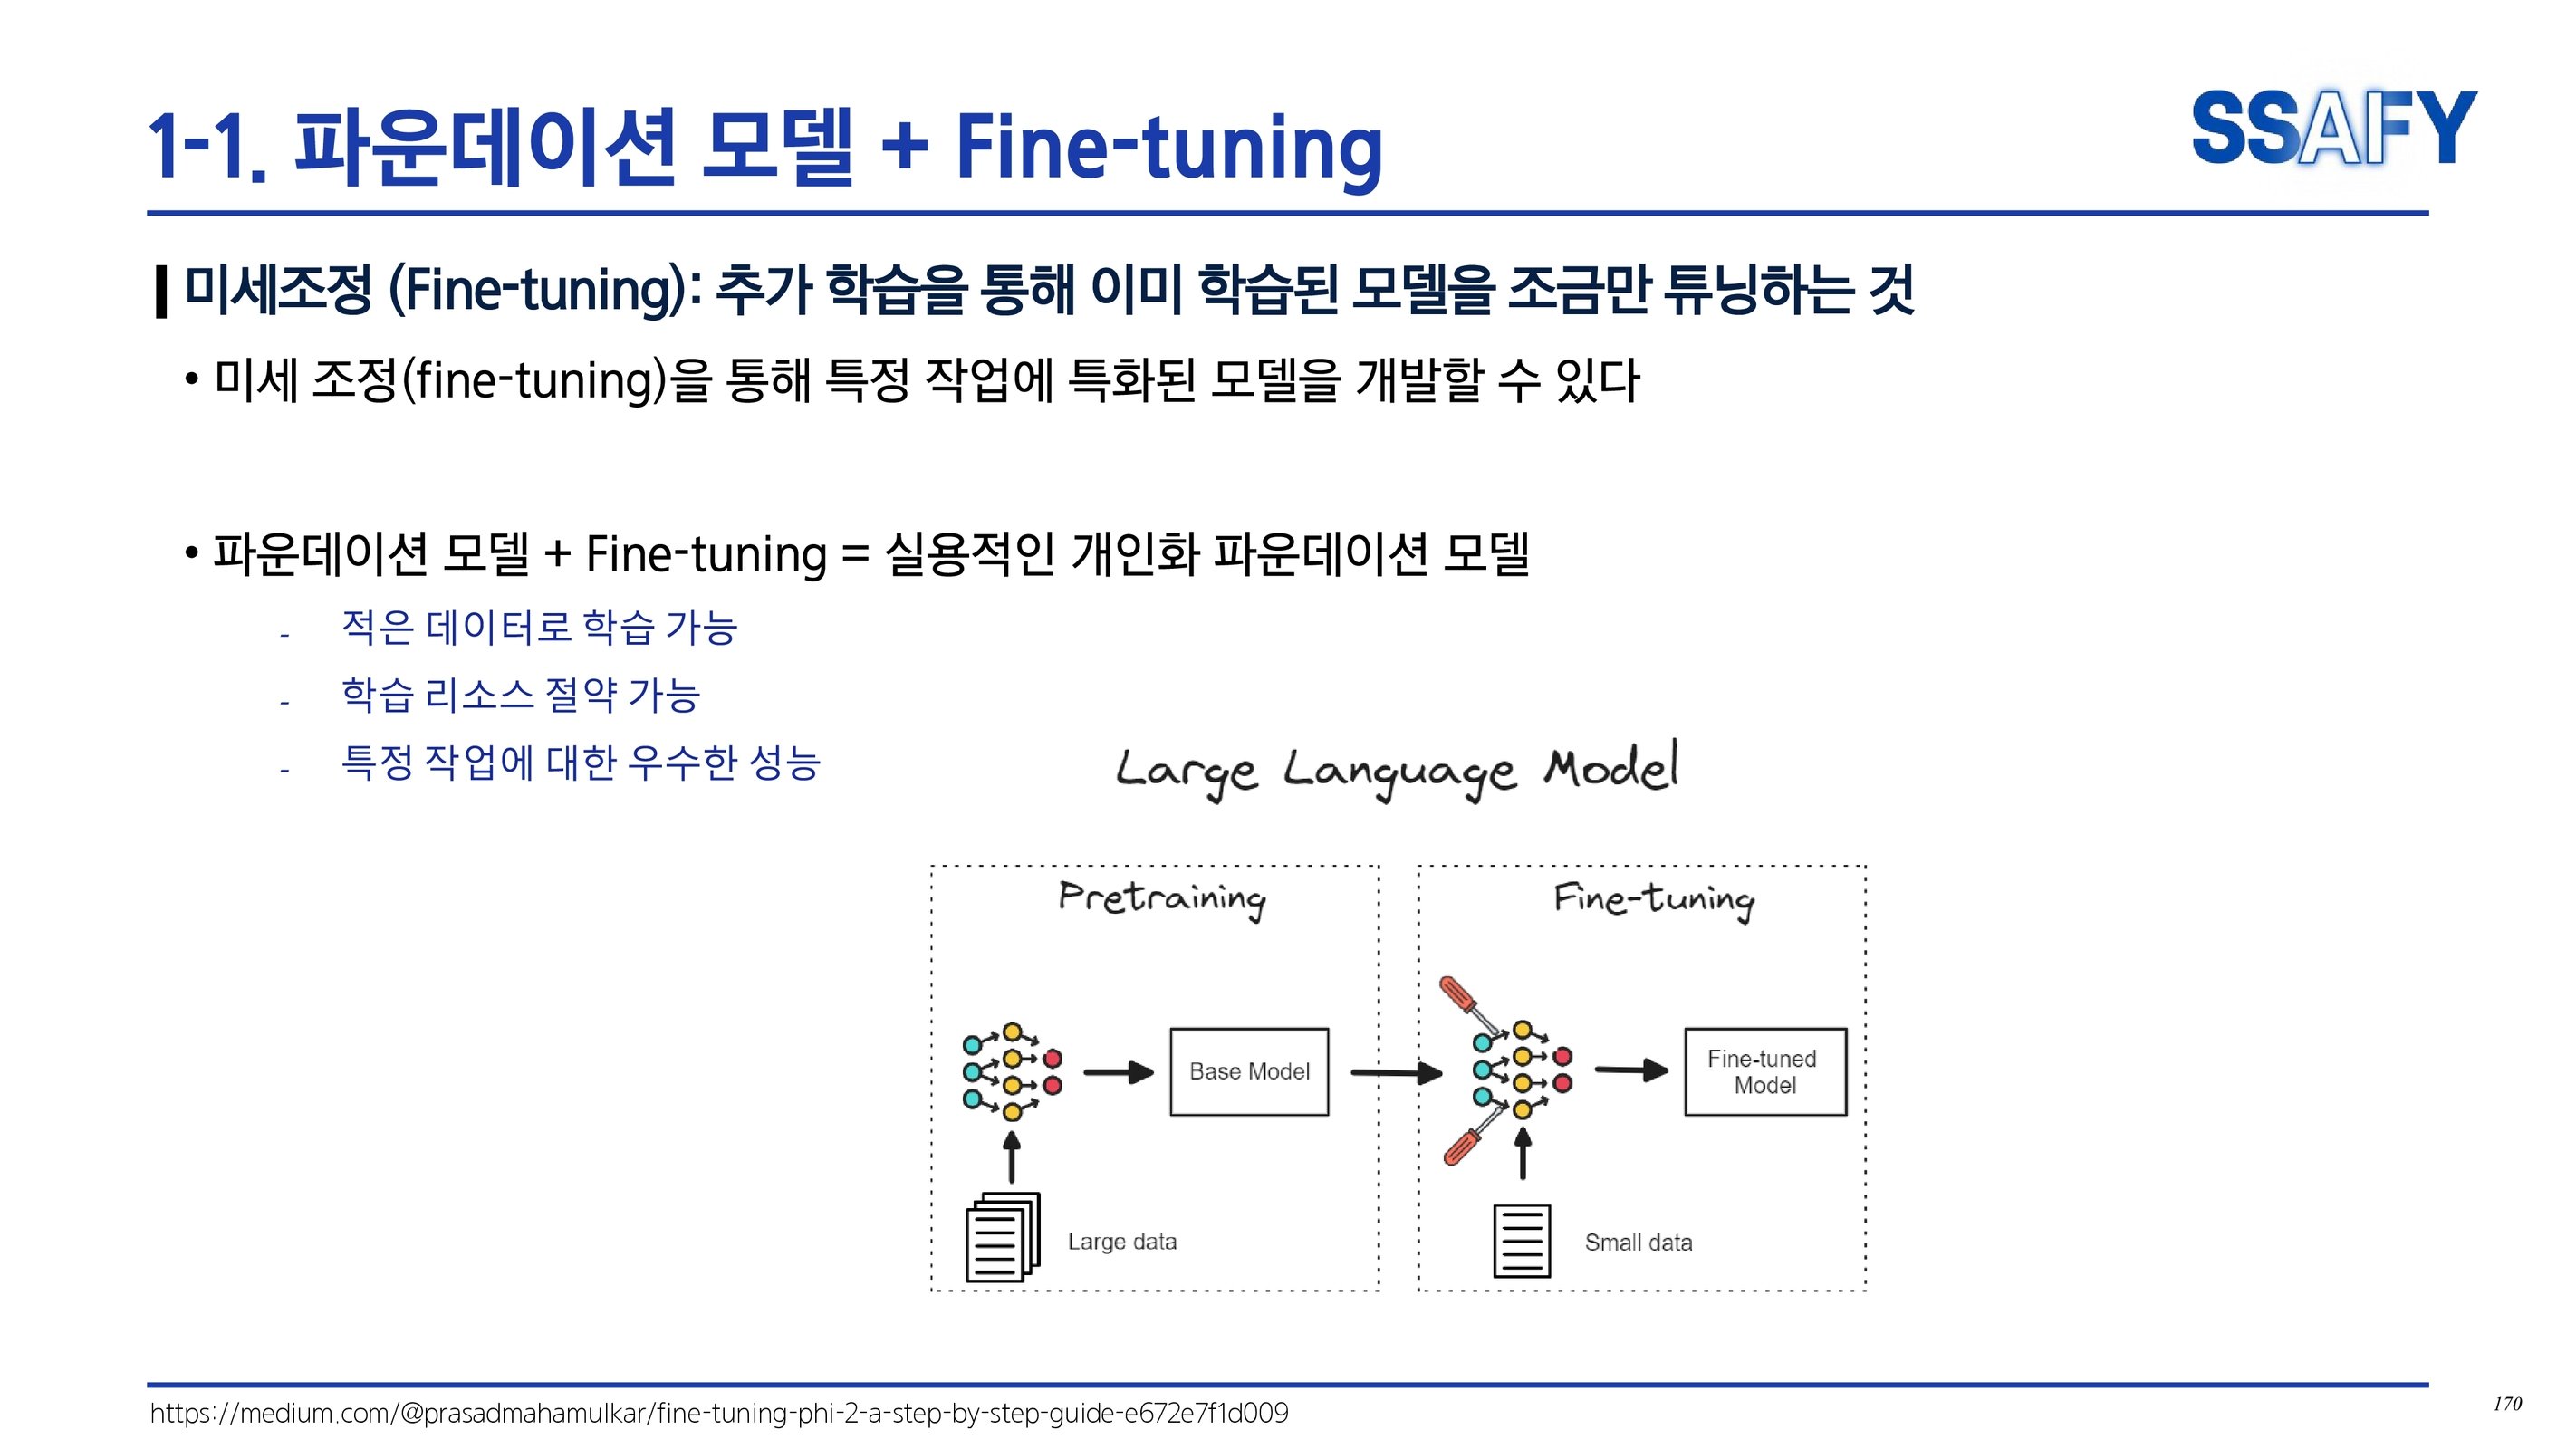 1-1. 파운데이션 모델 + Fine-tuning
SSAFY
미세조정 (Fine-tuning): 추가 학습을 통해 이미 학습된 모델을 조금만 튜닝하는 것
• 미세 조정(fine-tuning)을 통해 특정 작업에 특화된 모델을 개발할 수 있다
• 파운데이션 모델 + Fine-tuning = 실용적인 개인화 파운데이션 모델
- 적은 데이터로 학습 가능
- 학습 리소스 절약 가능
- 특정 작업에 대한 우수한 성능
Large Language Model
Pretraining
Base Model
Large data
Fine-tuning
Fine-tuned
Model
Small data
https://medium.com/@prasadmahamulkar/fine-tuning-phi-2-a-step-by-step-guide-e672e7f1d009
170